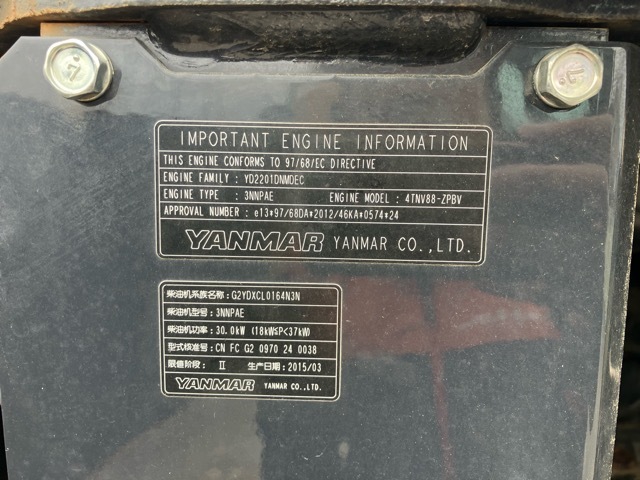 IMPORTANT ENGINE INFORMATION
THIS ENGINE CONFORMS TO 97/68/EC DIRECTIVE
ENGINE FAMILY : YD2201DNMDEC
ENGINE TYPE : 3NNPAE ENGINE MODEL : 4TNV88-ZPBV
APPROVAL NUMBER : e13*97/68DA*2012/46KA*0574*24
YANMAR YANMAR CO.,LTD.
柴油机系族名称: G2YDXCL0164N3N
柴油机型号: 3NNPAE
柴油机功率: 30.0kW (18kW≤P<37kW)
型式核准号: CN FC G2 0970 24 0038
限值阶段: II 生产日期: 2015/03
YANMAR YANMAR CO.,LTD.